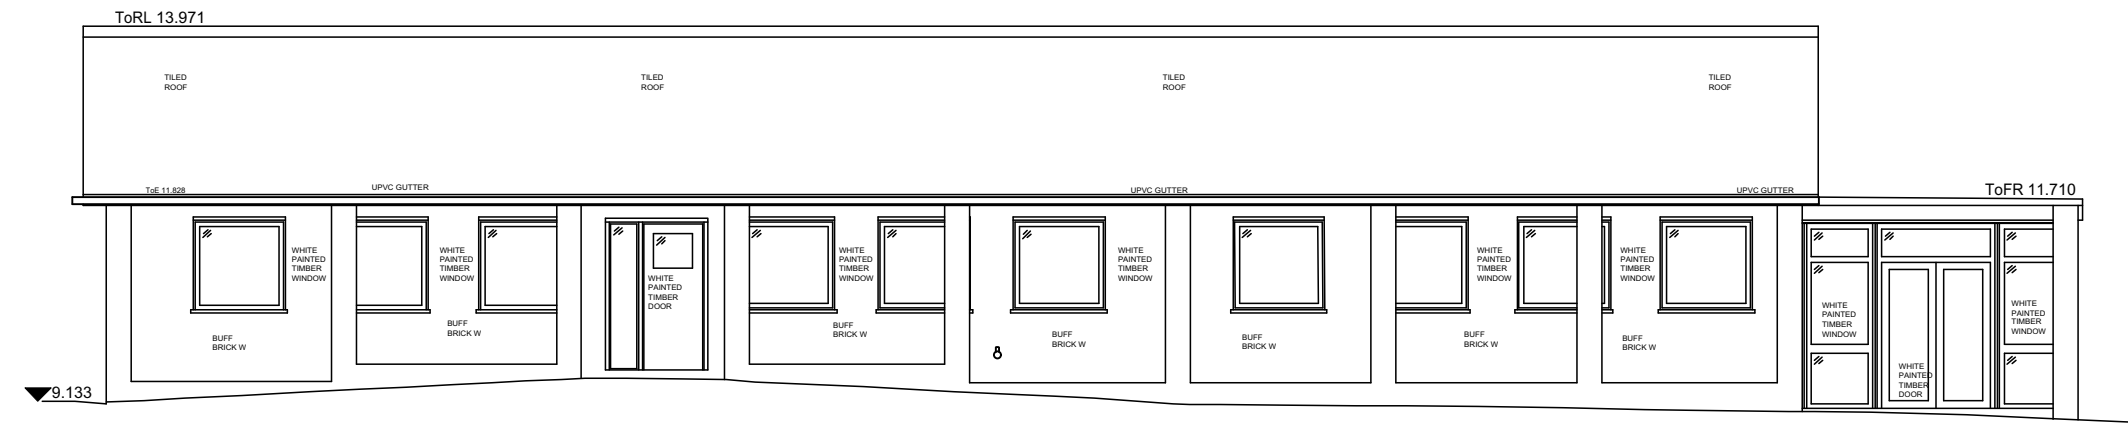 ToRL 13.971
TILED
ROOF
TILED
ROOF
TILED
ROOF
TILED
ROOF
ToE 11.828
UPVC GUTTER
UPVC GUTTER
UPVC GUTTER
ToFR 11.710
WHITE
PAINTED
TIMBER
WINDOW
WHITE
PAINTED
TIMBER
WINDOW
WHITE
PAINTED
TIMBER
DOOR
WHITE
PAINTED
TIMBER
WINDOW
WHITE
PAINTED
TIMBER
WINDOW
WHITE
PAINTED
TIMBER
WINDOW
WHITE
PAINTED
TIMBER
WINDOW
WHITE
PAINTED
TIMBER
WINDOW
WHITE
PAINTED
TIMBER
WINDOW
BUFF
BRICK W
BUFF
BRICK W
BUFF
BRICK W
BUFF
BRICK W
BUFF
BRICK W
BUFF
BRICK W
BUFF
BRICK W
WHITE
PAINTED
TIMBER
DOOR
9.133